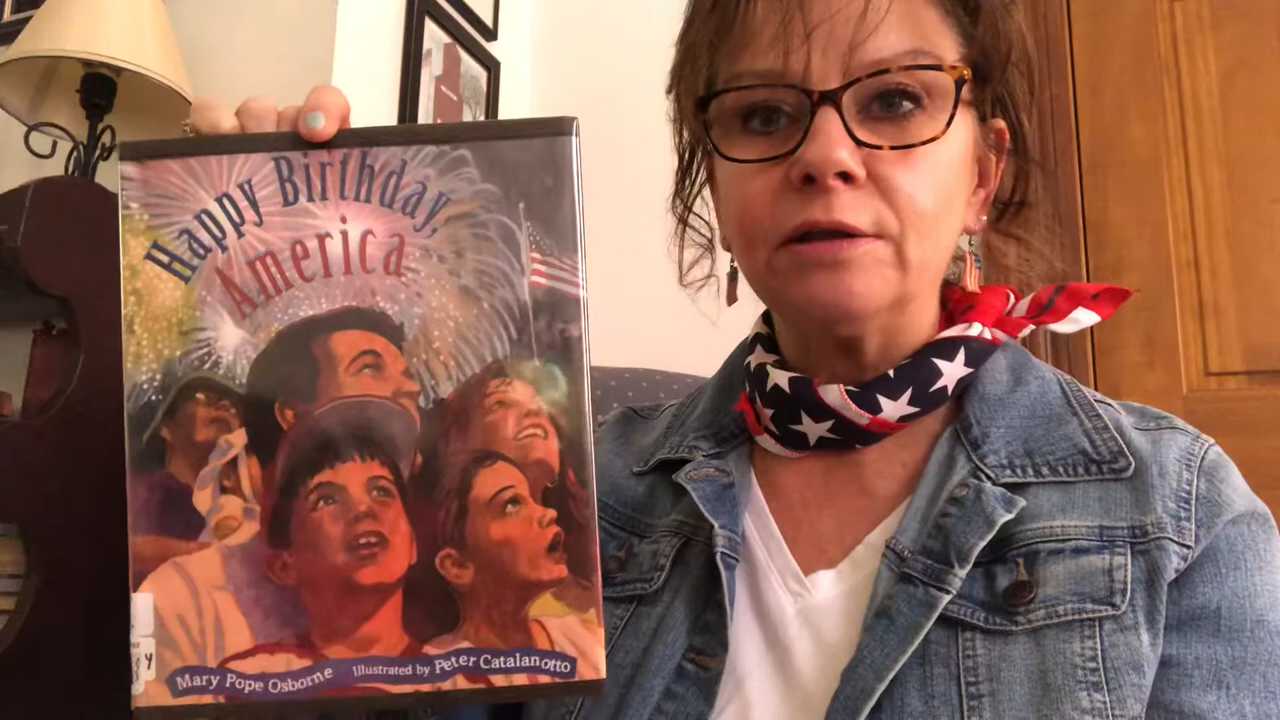 Happy Birthday,
America
Mary Pope Osborne Illustrated by Peter Catalanotto